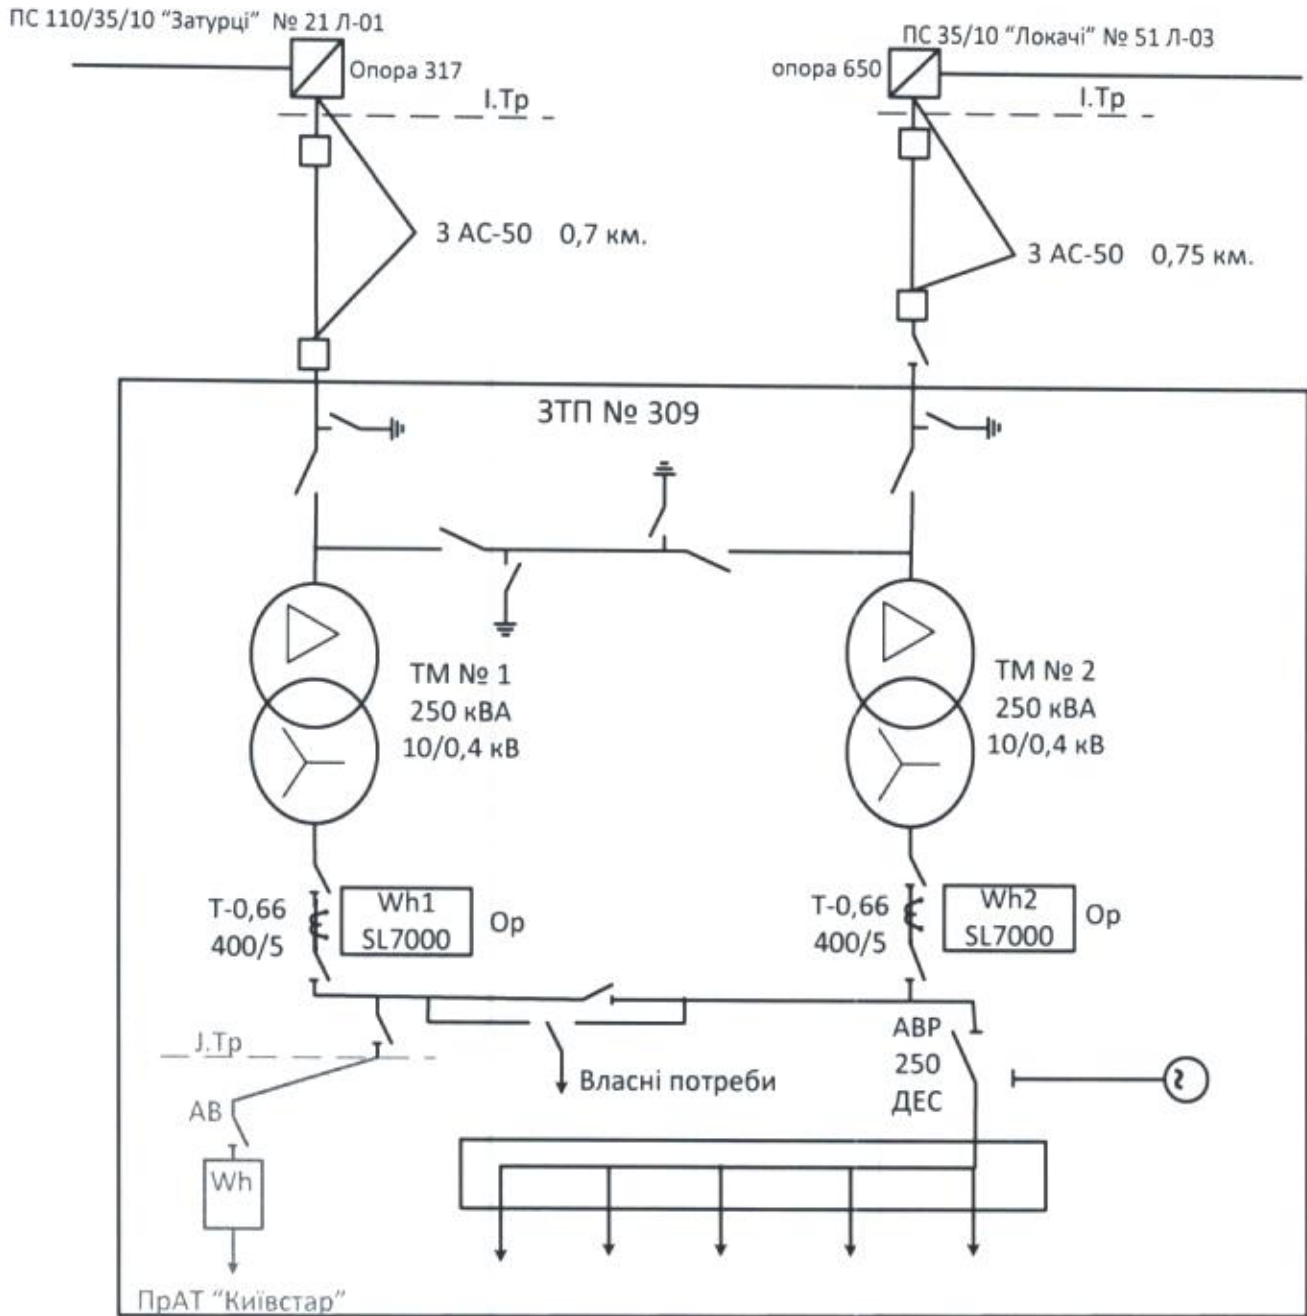 ПС 110/35/10 “Затурці” № 21 Л-01
ПС 35/10 “Локачі” № 51 Л-03
Опора 317
опора 650
І.Тр
І.Тр
3 АС-50 0,7 км.
3 АС-50 0,75 км.
ЗТП № 309
ТМ № 1
250 кВА
10/0,4 кВ
ТМ № 2
250 кВА
10/0,4 кВ
Т-0,66
400/5
Wh1
SL7000
Ор
Т-0,66
400/5
Wh2
SL7000
Ор
J.Тр
Власні потреби
АВР
250
ДЕС
АВ
Wh
ПрАТ “Київстар”